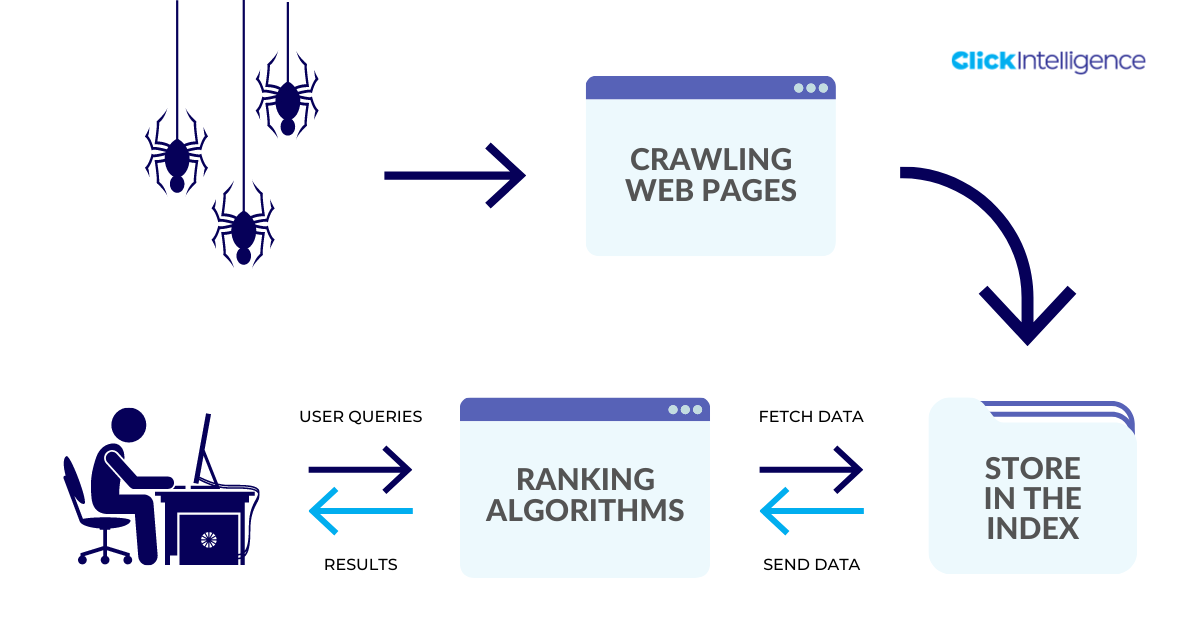 ClickIntelligence
CRAWLING
WEB PAGES
USER QUERIES
FETCH DATA
RANKING
ALGORITHMS
STORE
IN THE
INDEX
RESULTS
SEND DATA